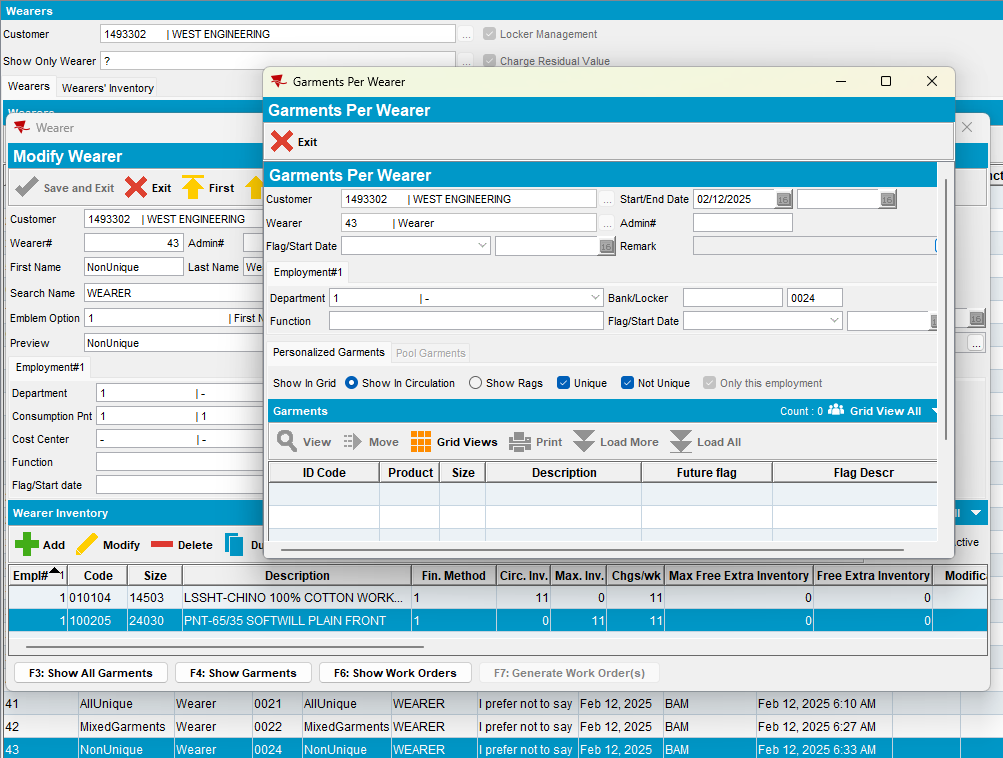 Wearers
Customer 1493302 | WEST ENGINEERING ... Locker Management
Show Only Wearer ? ... Charge Residual Value
Wearers Wearers' Inventory
Garments Per Wearer
Garments Per Wearer
Exit
Garments Per Wearer
Customer 1493302 | WEST ENGINEERING ... Start/End Date 02/12/2025 16 16
Wearer 43 | Wearer ... Admin#
Flag/Start Date 16 Remark
Employment#1
Department 1 | - Bank/Locker 0024
Function Flag/Start Date
Personalized Garments Pool Garments
Show In Grid Show In Circulation Show Rags Unique Not Unique Only this employment
Garments Count : 0 Grid View All
View Move Grid Views Print Load More Load All
ID Code Product Size Description Future flag Flag Descr
Wearer
Modify Wearer
Save and Exit Exit First
Customer 1493302 | WEST ENGINEERING
Wearer# 43 Admin#
First Name NonUnique Last Name We
Search Name WEARER
Emblem Option 1 | First N 16
Preview NonUnique ...
Employment#1
Department 1 | -
Consumption Pnt 1 | 1
Cost Center - | -
Function
Flag/Start date
Wearer Inventory
Add Modify Delete Du ctive
Empl# 1 Code Size Description Fin. Method Circ. Inv. Max. Inv. Chgs/wk Max Free Extra Inventory Free Extra Inventory Modifica
1 010104 14503 LSSHT-CHINO 100% COTTON WORK... 1 11 0 11 0 0
1 100205 24030 PNT-65/35 SOFTWILL PLAIN FRONT 1 0 11 11 0 0
F3: Show All Garments F4: Show Garments F6: Show Work Orders F7: Generate Work Order(s)
41 AllUnique Wearer 0021 AllUnique WEARER I prefer not to say Feb 12, 2025 BAM Feb 12, 2025 6:10 AM
42 MixedGarments Wearer 0022 MixedGarments WEARER I prefer not to say Feb 12, 2025 BAM Feb 12, 2025 6:27 AM
43 NonUnique Wearer 0024 NonUnique WEARER I prefer not to say Feb 12, 2025 BAM Feb 12, 2025 6:33 AM